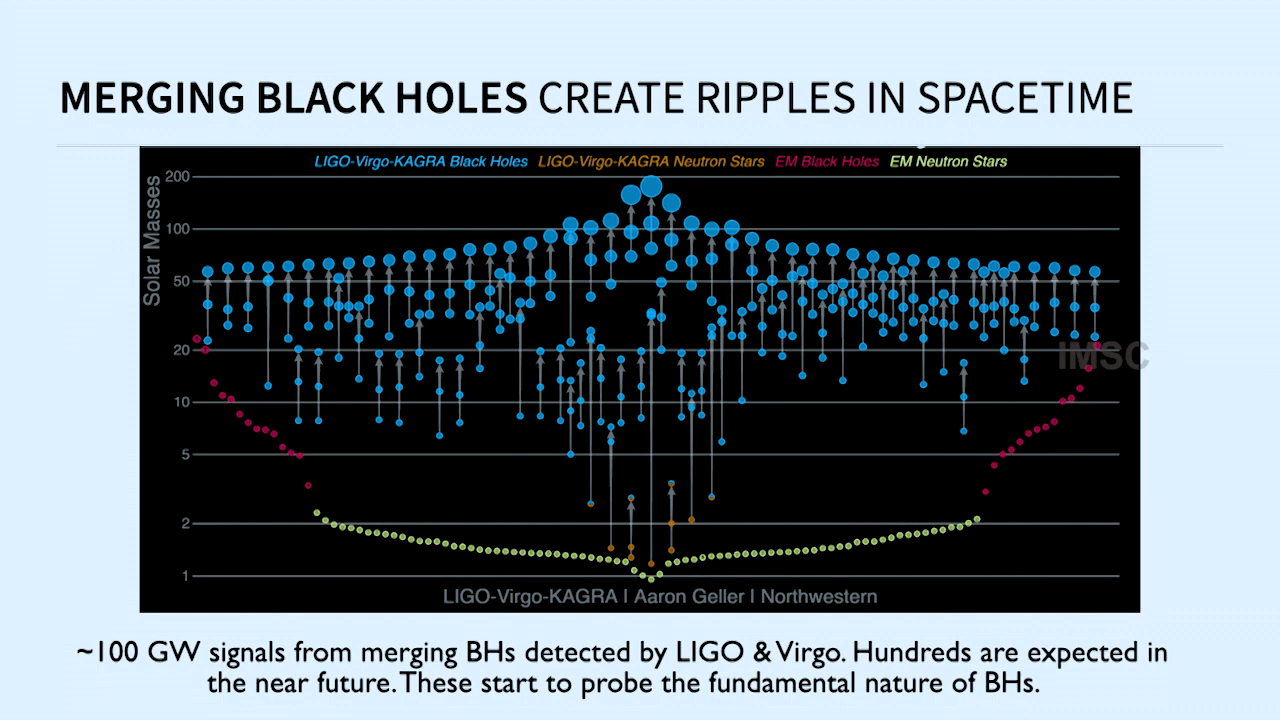 MERGING BLACK HOLES CREATE RIPPLES IN SPACETIME
LIGO-Virgo-KAGRA Black Holes LIGO-Virgo-KAGRA Neutron Stars EM Black Holes EM Neutron Stars
Solar Masses
200
100
50
20
10
5
2
1
IMSC
LIGO-Virgo-KAGRA | Aaron Geller | Northwestern
~100 GW signals from merging BHs detected by LIGO & Virgo. Hundreds are expected in
the near future. These start to probe the fundamental nature of BHs.